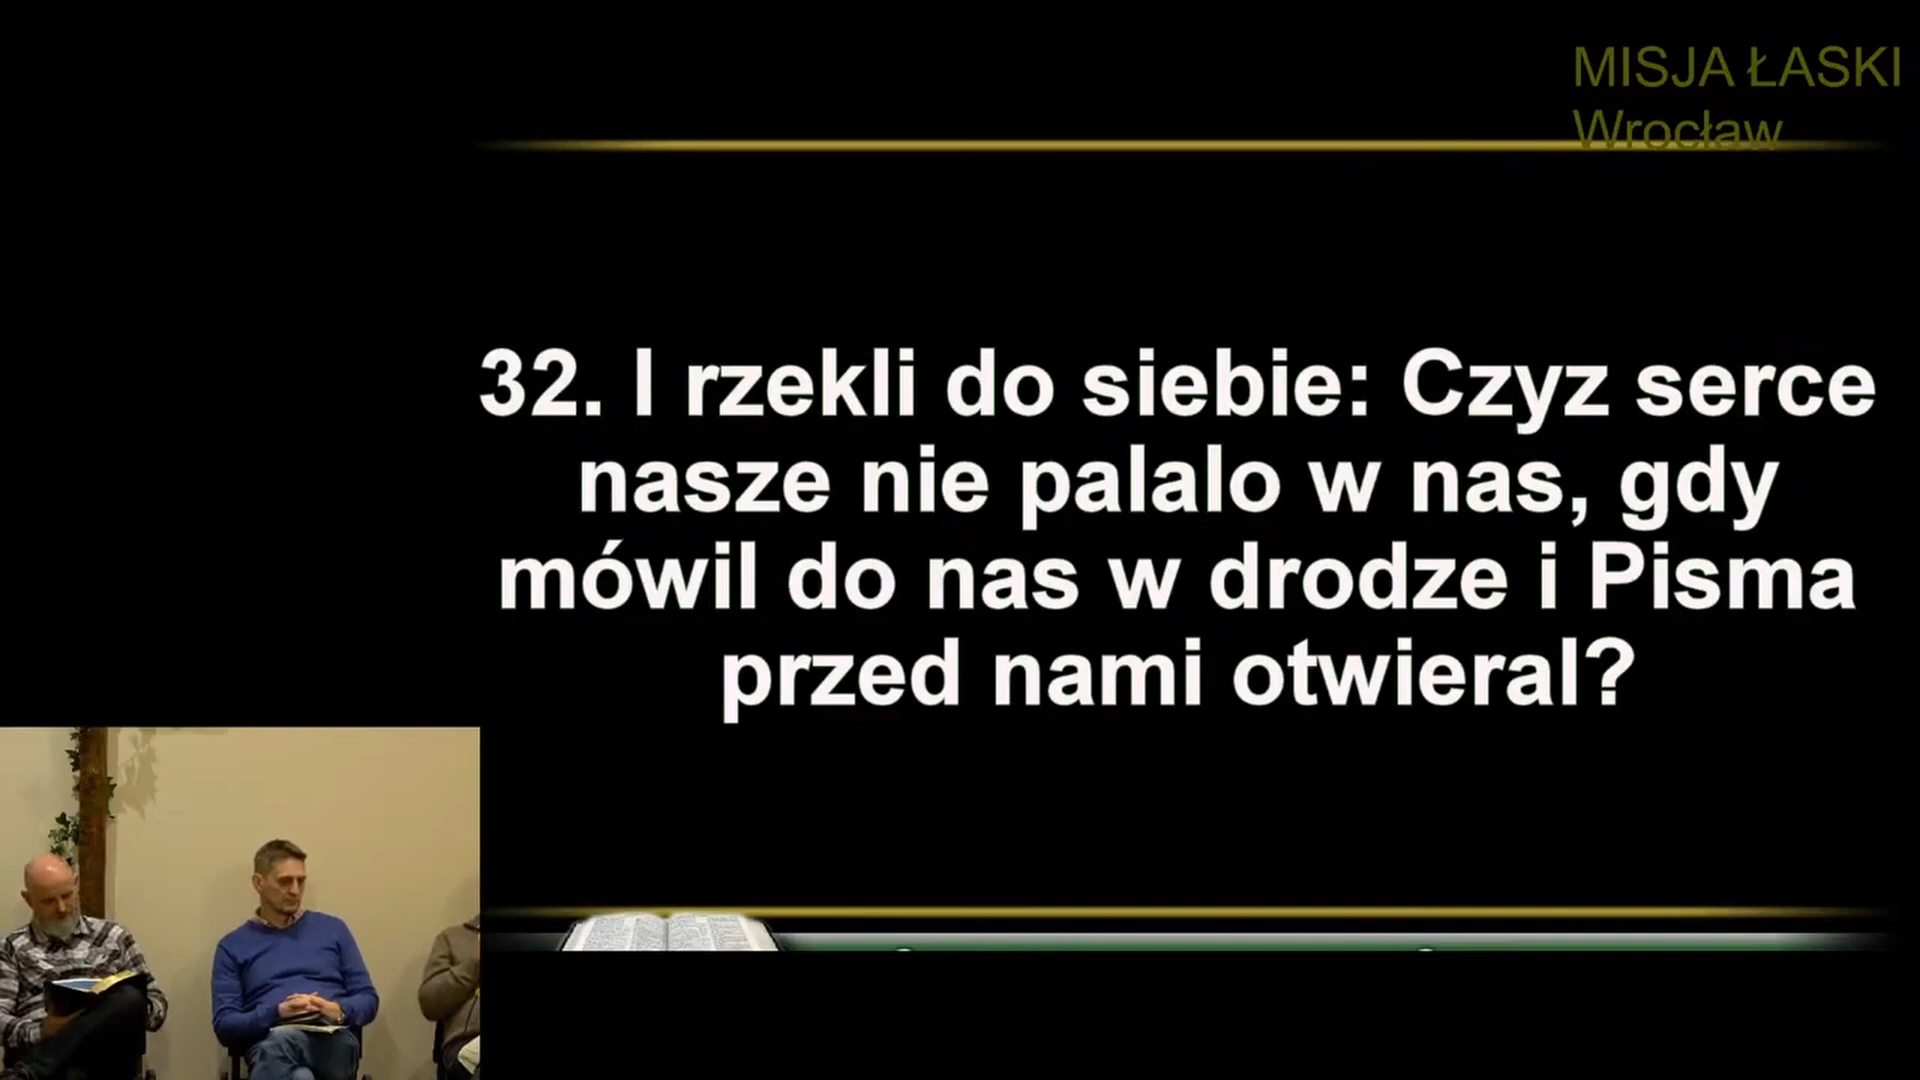 MISJA ŁASKI
Wrocław
32. I rzekli do siebie: Czyz serce
nasze nie palalo w nas, gdy
mówil do nas w drodze i Pisma
przed nami otwieral?